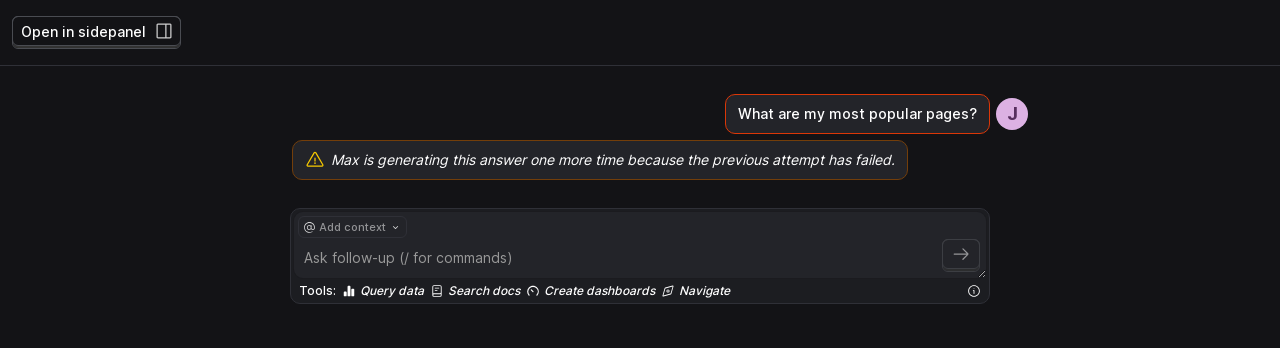 Open in sidepanel
What are my most popular pages?
J
Max is generating this answer one more time because the previous attempt has failed.
@ Add context
Ask follow-up (/ for commands)
Tools: Query data Search docs Create dashboards Navigate